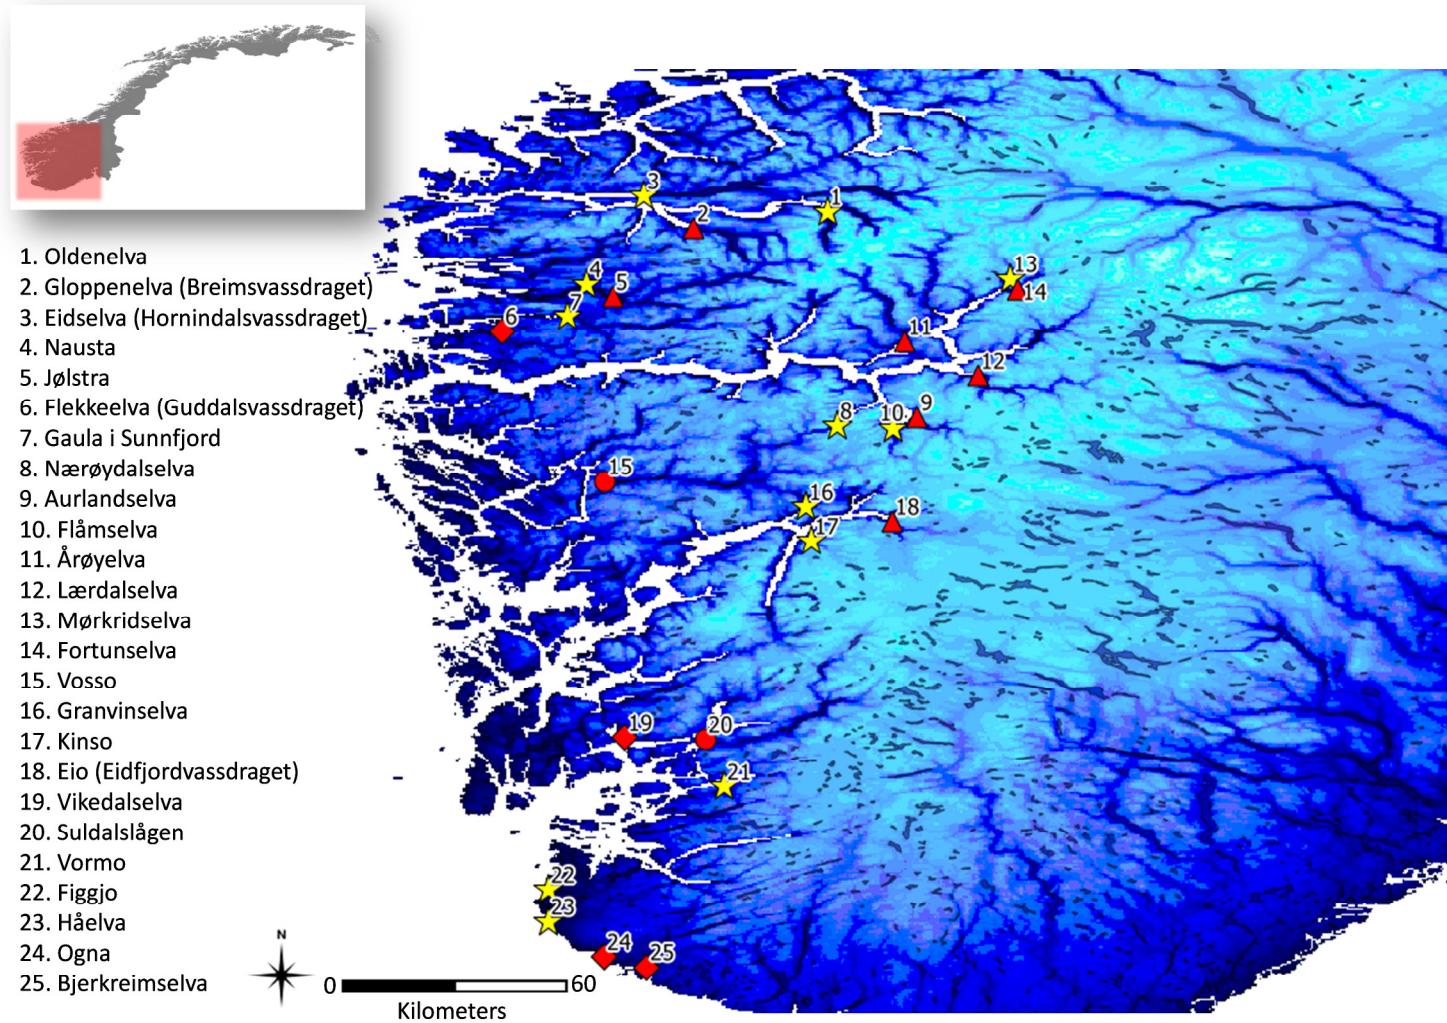 1. Oldenelva
2. Gloppenelva (Breimsvassdraget)
3. Eidselva (Hornindalsvassdraget)
4. Nausta
5. Jølstra
6. Flekkeelva (Guddalsvassdraget)
7. Gaula i Sunnfjord
8. Nærøydalselva
9. Aurlandselva
10. Flåmselva
11. Årøyelva
12. Lærdalselva
13. Mørkridselva
14. Fortunselva
15. Vosso
16. Granvinselva
17. Kinso
18. Eio (Eidfjordvassdraget)
19. Vikedalselva
20. Suldalslågen
21. Vormo
22. Figgjo
23. Håelva
24. Ogna
25. Bjerkreimselva
3
1
2
4
5
7
6
13
14
11
12
8
10
9
15
16
17
18
19
20
21
22
23
24
25
N
0 60
Kilometers